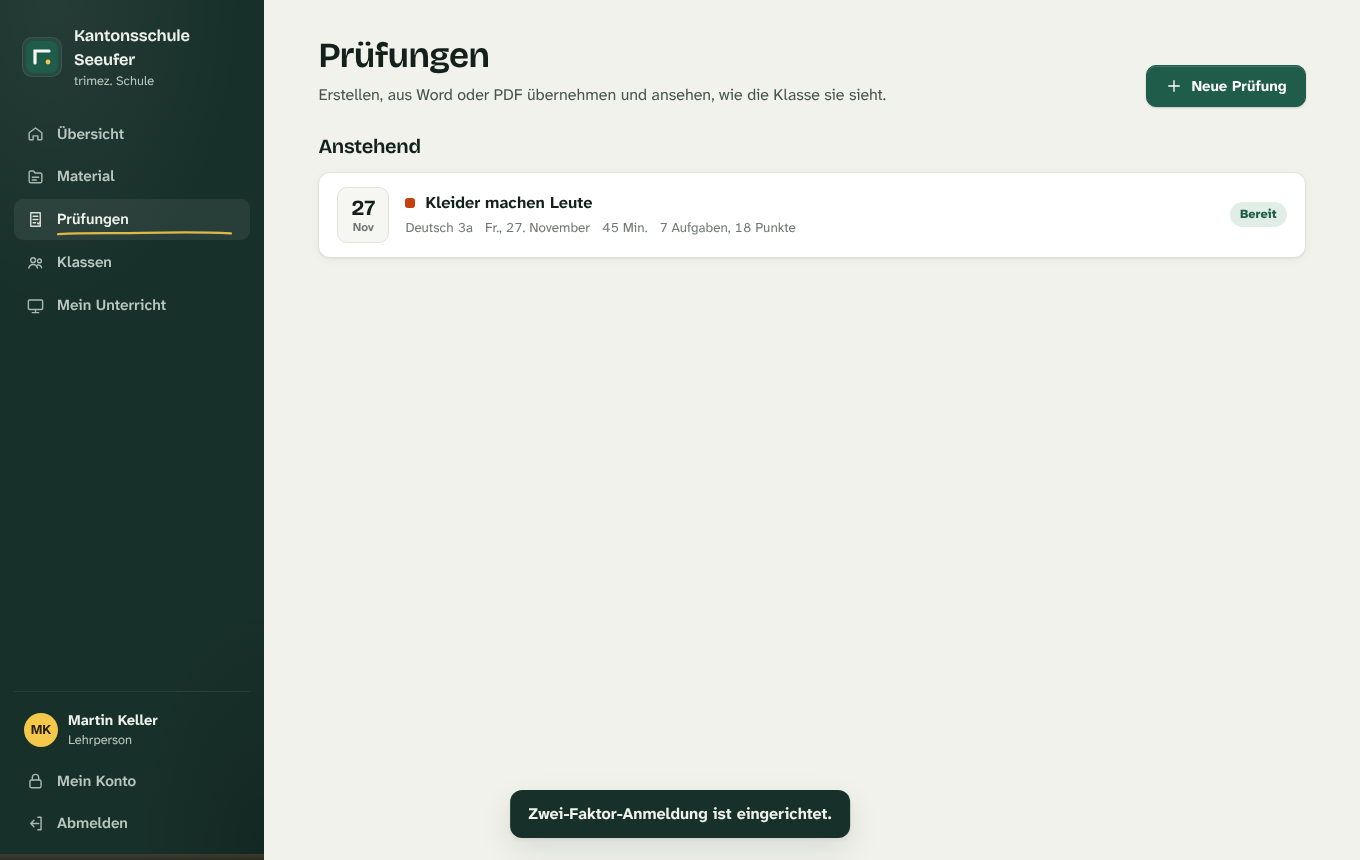 Kantonsschule
Seeufer
trimez. Schule
Übersicht
Material
Prüfungen
Klassen
Mein Unterricht
MK
Martin Keller
Lehrperson
Mein Konto
Abmelden
Prüfungen
Erstellen, aus Word oder PDF übernehmen und ansehen, wie die Klasse sie sieht.
Neue Prüfung
Anstehend
27
Nov
Kleider machen Leute
Deutsch 3a Fr., 27. November 45 Min. 7 Aufgaben, 18 Punkte
Bereit
Zwei-Faktor-Anmeldung ist eingerichtet.